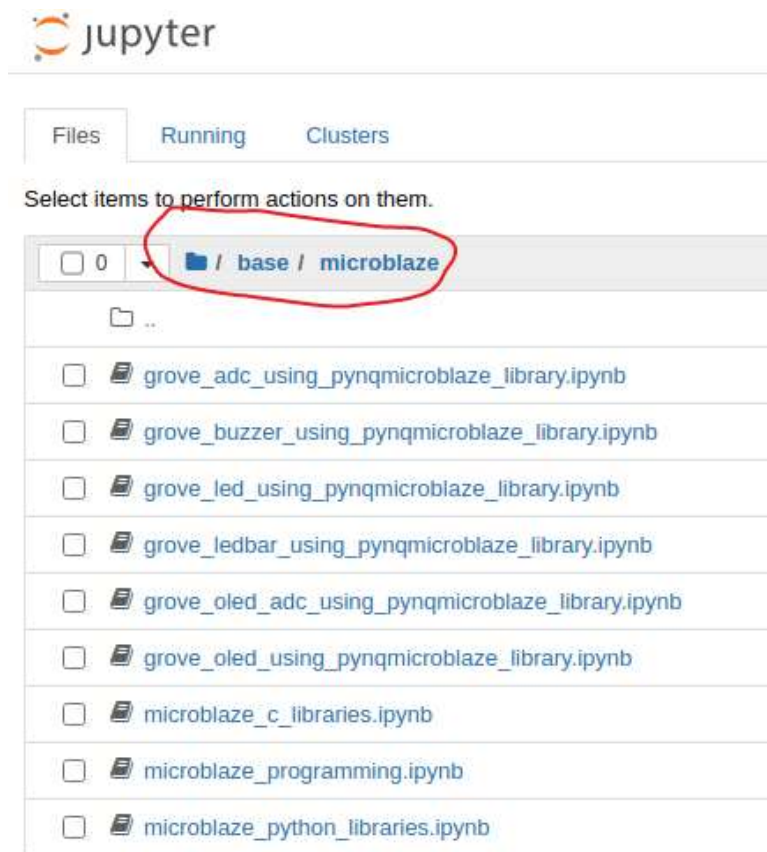 jupyter
Files Running Clusters
Select items to perform actions on them.
0 / base / microblaze
..
grove_adc_using_pynqmicroblaze_library.ipynb
grove_buzzer_using_pynqmicroblaze_library.ipynb
grove_led_using_pynqmicroblaze_library.ipynb
grove_ledbar_using_pynqmicroblaze_library.ipynb
grove_oled_adc_using_pynqmicroblaze_library.ipynb
grove_oled_using_pynqmicroblaze_library.ipynb
microblaze_c_libraries.ipynb
microblaze_programming.ipynb
microblaze_python_libraries.ipynb